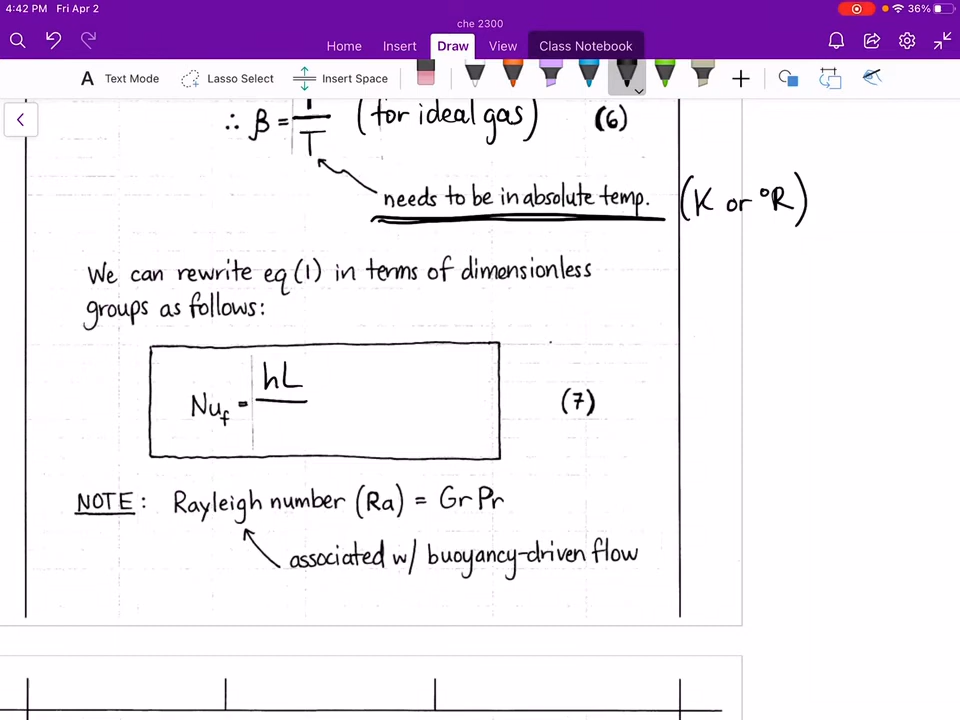 4:42 PM Fri Apr 2
36%
che 2300
Home Insert Draw View Class Notebook
A Text Mode Lasso Select Insert Space
∴ β = 1/T (for ideal gas) (6)
needs to be in absolute temp. (K or °R)
We can rewrite eq (1) in terms of dimensionless
groups as follows:
hL
Nuf = (7)
NOTE: Rayleigh number (Ra) = Gr Pr
associated w/ buoyancy-driven flow